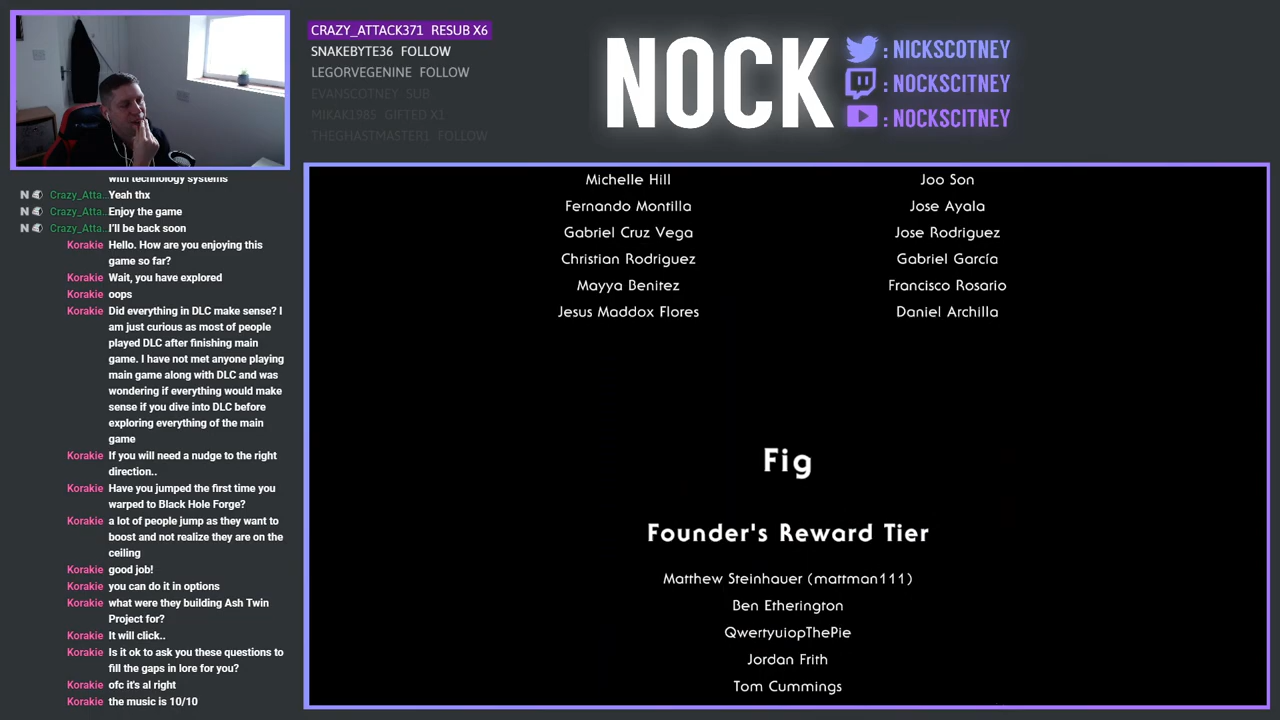 CRAZY_ATTACK371 RESUB X6
SNAKEBYTE36 FOLLOW
LEGORVEGENINE FOLLOW
EVANSCOTNEY SUB
MIKAK1985 GIFTED X1
THEGHASTMASTER1 FOLLOW
NOCK
: NICKSCOTNEY
: NOCKSCITNEY
: NOCKSCITNEY
with technology systems
Crazy_Atta.. Yeah thx
Crazy_Atta.. Enjoy the game
Crazy_Atta.. I'll be back soon
Korakie Hello. How are you enjoying this
game so far?
Korakie Wait, you have explored
Korakie oops
Korakie Did everything in DLC make sense? I
am just curious as most of people
played DLC after finishing main
game. I have not met anyone playing
main game along with DLC and was
wondering if everything would make
sense if you dive into DLC before
exploring everything of the main
game
Korakie If you will need a nudge to the right
direction..
Korakie Have you jumped the first time you
warped to Black Hole Forge?
Korakie a lot of people jump as they want to
boost and not realize they are on the
ceiling
Korakie good job!
Korakie you can do it in options
Korakie what were they building Ash Twin
Project for?
Korakie It will click..
Korakie Is it ok to ask you these questions to
fill the gaps in lore for you?
Korakie ofc it's al right
Korakie the music is 10/10
Michelle Hill
Fernando Montilla
Gabriel Cruz Vega
Christian Rodriguez
Mayya Benitez
Jesus Maddox Flores
Joo Son
Jose Ayala
Jose Rodriguez
Gabriel García
Francisco Rosario
Daniel Archilla
Fig
Founder's Reward Tier
Matthew Steinhauer (mattman111)
Ben Etherington
QwertyuiopThePie
Jordan Frith
Tom Cummings